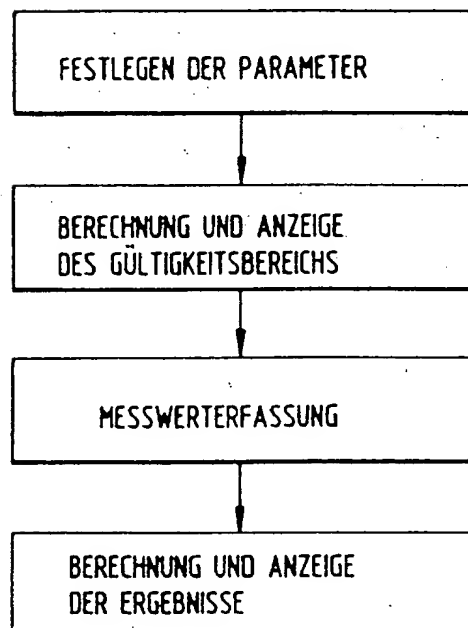 FESTLEGEN DER PARAMETER
BERECHNUNG UND ANZEIGE
DES GÜLTIGKEITSBEREICHS
MESSWERTERFASSUNG
BERECHNUNG UND ANZEIGE
DER ERGEBNISSE